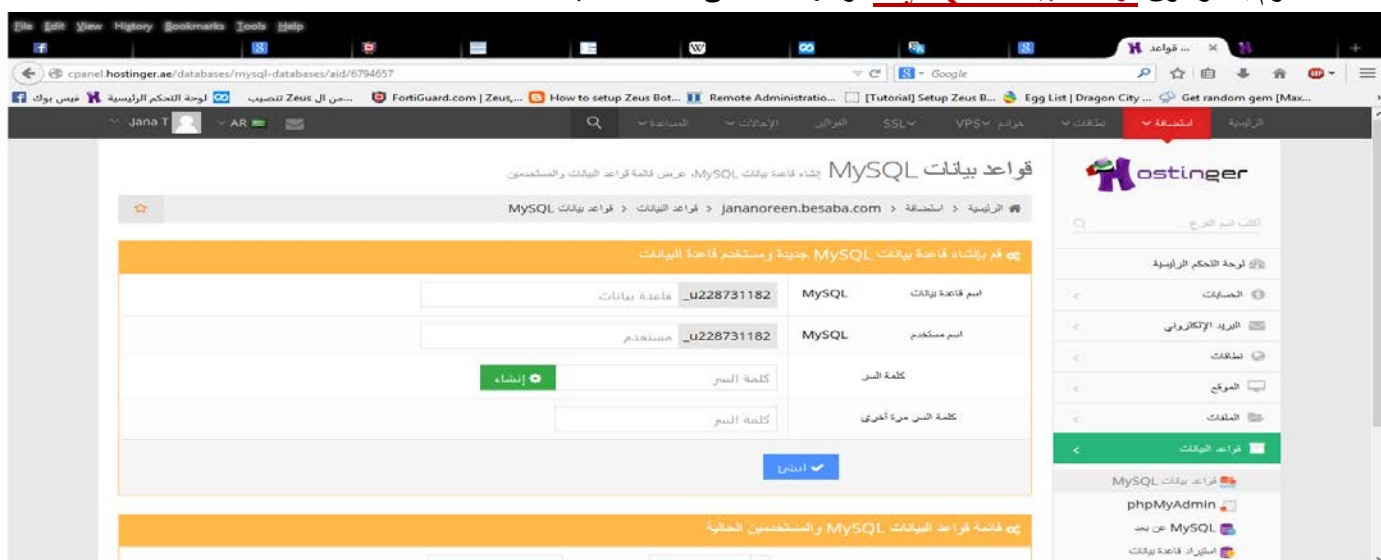 File Edit View History Bookmarks Tools Help
قواعد ...
cpanel.hostinger.ae/databases/mysql-databases/aid/6794657
Google
فيس بوك
لوحة التحكم الرئيسية
من ال Zeus تنصيب...
FortiGuard.com | Zeus,...
How to setup Zeus Bot...
Remote Administratio...
[Tutorial] Setup Zeus B...
Egg List | Dragon City ...
Get random gem [Max...
الرئيسية
استضافة
نطاقات
خوادم VPS
SSL
الفواتير
الإحالات
المساعدة
AR
Jana T
Hostinger
قواعد بيانات MySQL إنشاء قاعدة بيانات MySQL، عرض قائمة قواعد البيانات والمستخدمين
الرئيسية > استضافة > jananoreen.besaba.com > قواعد البيانات > قواعد بيانات MySQL
لوحة التحكم الرئيسية
الحسابات
البريد الإلكتروني
نطاقات
الموقع
الملفات
قواعد البيانات
قواعد بيانات MySQL
phpMyAdmin
MySQL عن بعد
استيراد قاعدة بيانات
قم بإنشاء قاعدة بيانات MySQL جديدة ومستخدم قاعدة البيانات
اسم قاعدة بيانات MySQL u228731182_ قاعدة بيانات
اسم مستخدم MySQL u228731182_ مستخدم
كلمة السر كلمة السر إنشاء
كلمة السر مرة أخرى كلمة السر
انشئ
قائمة قواعد البيانات MySQL والمستخدمين الحالية